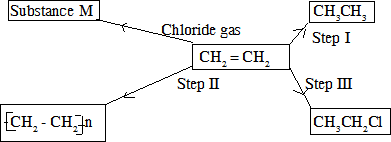 Substance M
CH₃CH₃
Chloride gas
Step I
CH₂ = CH₂
Step II
Step III
-[CH₂ - CH₂]-n
CH₃CH₂Cl